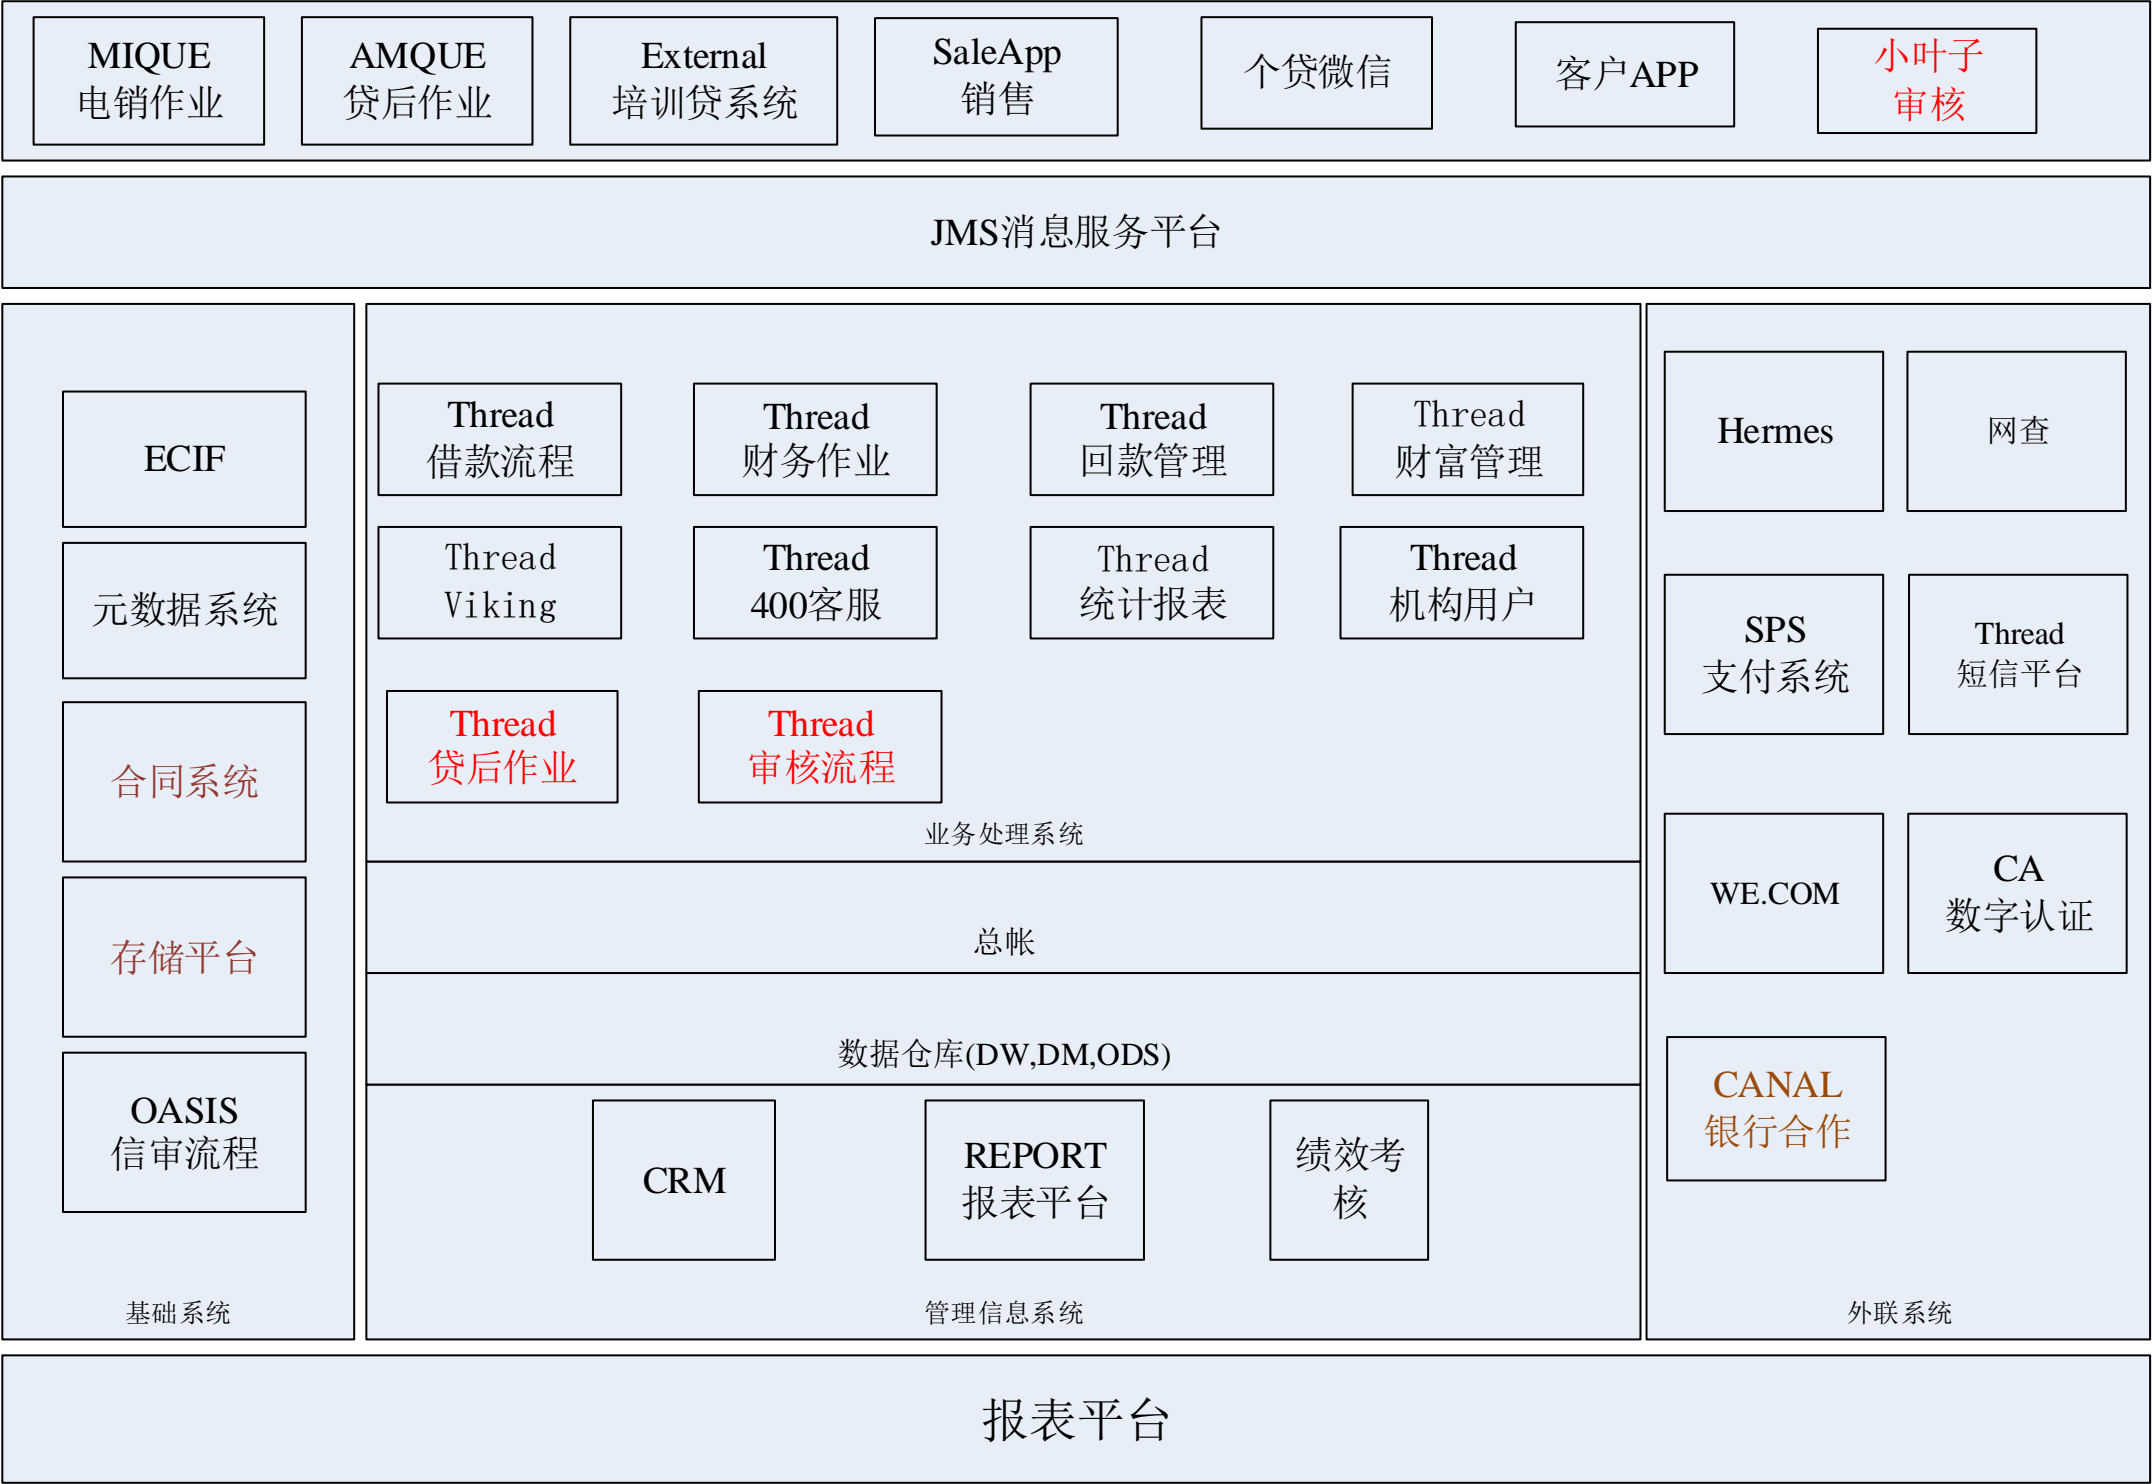 MIQUE
电销作业
AMQUE
贷后作业
External
培训贷系统
SaleApp
销售
个贷微信
客户APP
小叶子
审核
JMS消息服务平台
ECIF
元数据系统
合同系统
存储平台
OASIS
信审流程
基础系统
Thread
借款流程
Thread
财务作业
Thread
回款管理
Thread
财富管理
Thread
Viking
Thread
400客服
Thread
统计报表
Thread
机构用户
Thread
贷后作业
Thread
审核流程
业务处理系统
总帐
数据仓库(DW,DM,ODS)
CRM
REPORT
报表平台
绩效考
核
管理信息系统
Hermes
网查
SPS
支付系统
Thread
短信平台
WE.COM
CA
数字认证
CANAL
银行合作
外联系统
报表平台